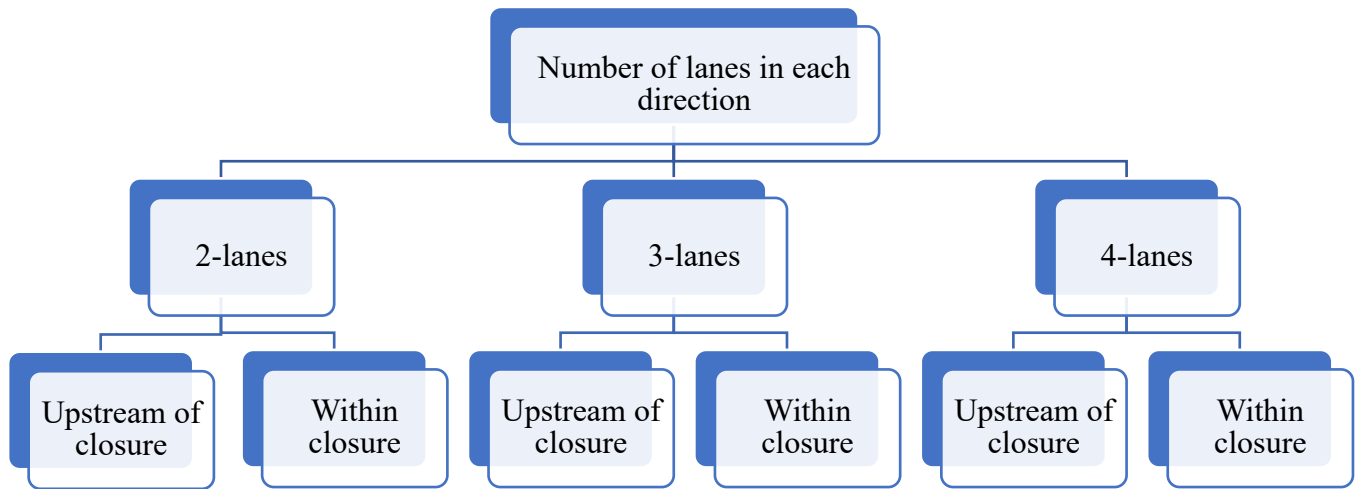 Number of lanes in each
direction
2-lanes
3-lanes
4-lanes
Upstream of
closure
Within
closure
Upstream of
closure
Within
closure
Upstream of
closure
Within
closure